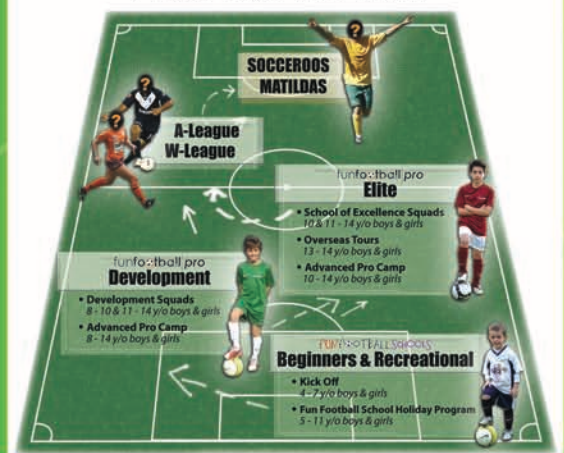 ?
SOCCEROOS
MATILDAS
?
?
A-League
W-League
funfootball pro
Elite
• School of Excellence Squads
10 & 11 - 14 y/o boys & girls
• Overseas Tours
13 - 14 y/o boys & girls
• Advanced Pro Camp
10 - 14 y/o boys & girls
funfootball pro
Development
• Development Squads
8 - 10 & 11 - 14 y/o boys & girls
• Advanced Pro Camp
8 - 14 y/o boys & girls
FUN FOOTBALL SCHOOLS
Beginners & Recreational
• Kick Off
4 - 7 y/o boys & girls
• Fun Football School Holiday Program
5 - 11 y/o boys & girls